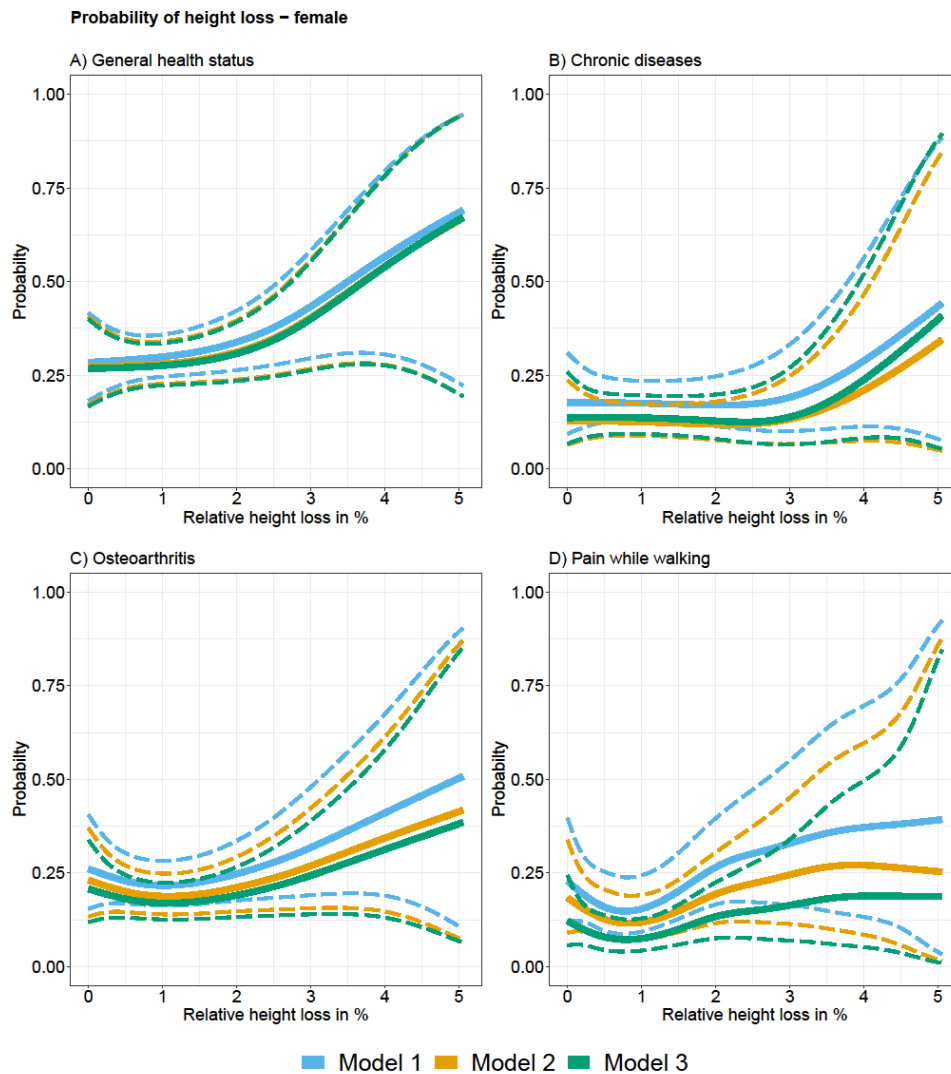 Probability of height loss – female
A) General health status
1.00
0.75
0.50
0.25
0.00
Probabilty
0 1 2 3 4 5
Relative height loss in %
B) Chronic diseases
1.00
0.75
0.50
0.25
0.00
Probabilty
0 1 2 3 4 5
Relative height loss in %
C) Osteoarthritis
1.00
0.75
0.50
0.25
0.00
Probabilty
0 1 2 3 4 5
Relative height loss in %
D) Pain while walking
1.00
0.75
0.50
0.25
0.00
Probabilty
0 1 2 3 4 5
Relative height loss in %
Model 1 Model 2 Model 3